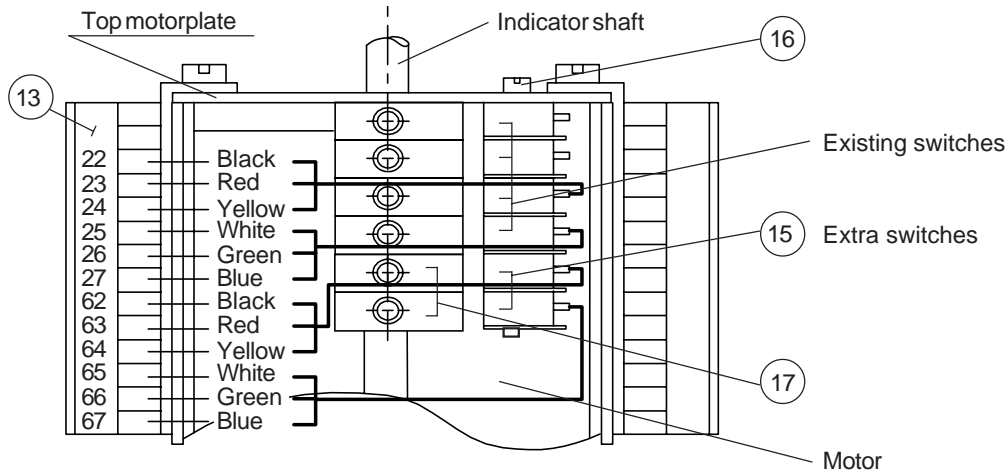 Top motorplate
Indicator shaft
16
13
Existing switches
22 Black
23 Red
24 Yellow
25 White
26 Green
27 Blue
15 Extra switches
62 Black
63 Red
64 Yellow
65 White
66 Green
67 Blue
17
Motor